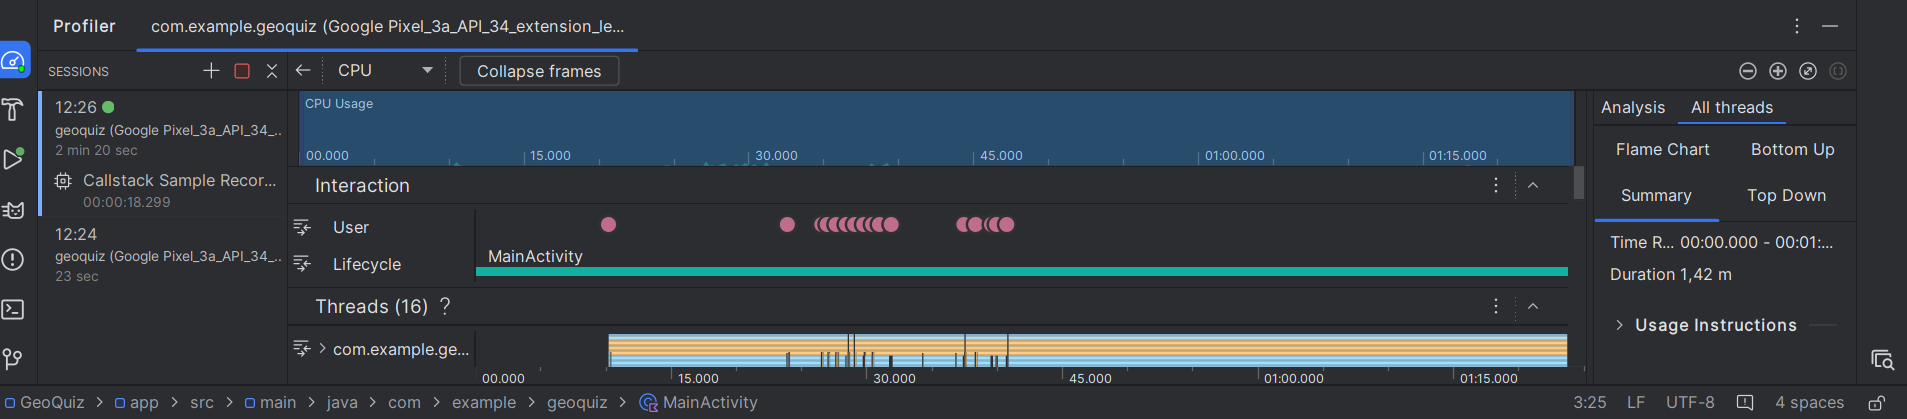 Profiler
com.example.geoquiz (Google Pixel_3a_API_34_extension_le...
SESSIONS
CPU
Collapse frames
12:26
geoquiz (Google Pixel_3a_API_34_...
2 min 20 sec
Callstack Sample Recor...
00:00:18.299
12:24
geoquiz (Google Pixel_3a_API_34_...
23 sec
CPU Usage
00.000 15.000 30.000 45.000 01:00.000 01:15.000
Interaction
User
Lifecycle
MainActivity
Threads (16) ?
com.example.ge...
00.000 15.000 30.000 45.000 01:00.000 01:15.000
Analysis All threads
Flame Chart Bottom Up
Summary Top Down
Time R... 00:00.000 - 00:01:...
Duration 1,42 m
Usage Instructions
GeoQuiz > app > src > main > java > com > example > geoquiz > MainActivity
3:25 LF UTF-8 4 spaces